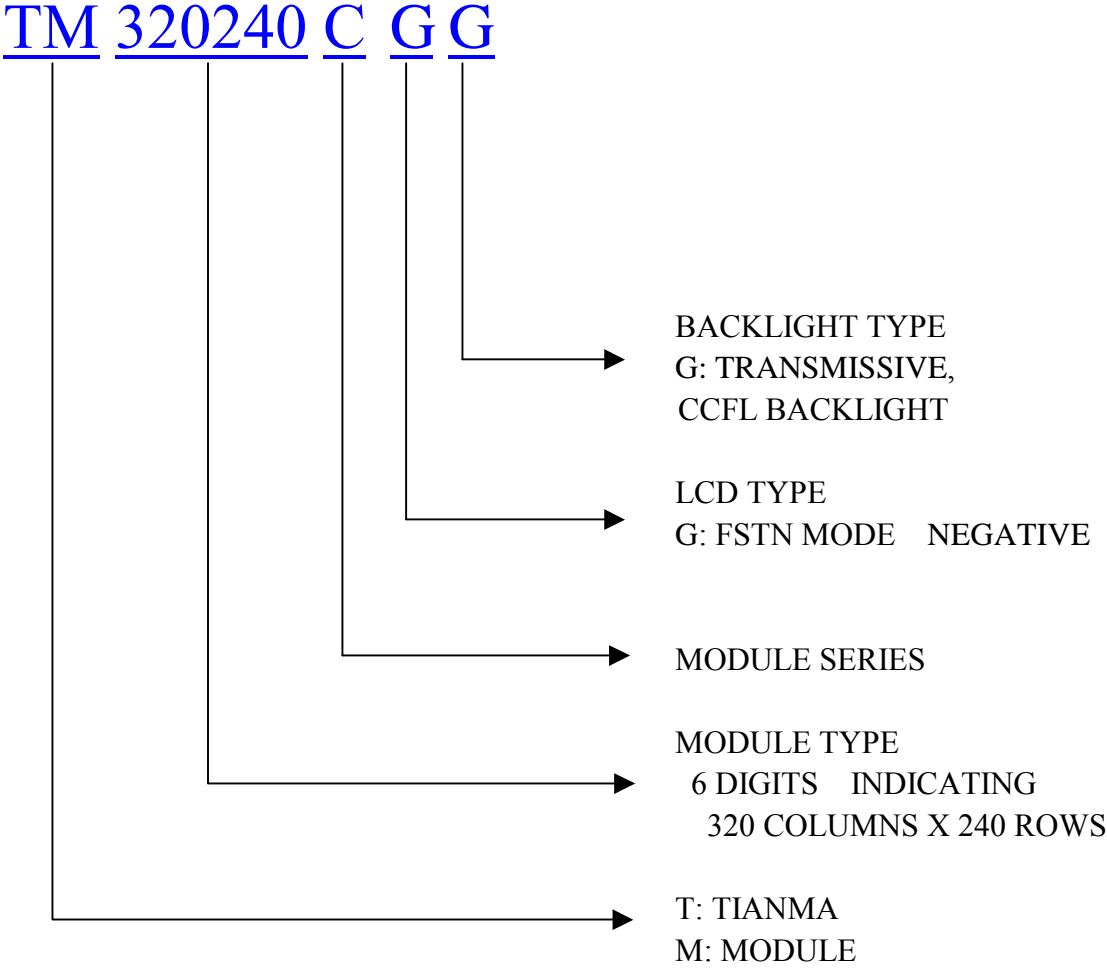 TM 320240 C G G
BACKLIGHT TYPE
G: TRANSMISSIVE,
CCFL BACKLIGHT
LCD TYPE
G: FSTN MODE NEGATIVE
MODULE SERIES
MODULE TYPE
6 DIGITS INDICATING
320 COLUMNS X 240 ROWS
T: TIANMA
M: MODULE